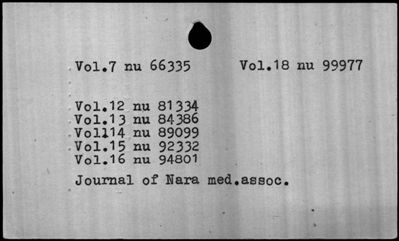 Vol.7 nu 66335 Vol.18 nu 99977
Vol.12 nu 81334
Vol.13 nu 84386
Vol14 nu 89099
Vol.15 nu 92332
Vol.16 nu 94801
Journal of Nara med.assoc.